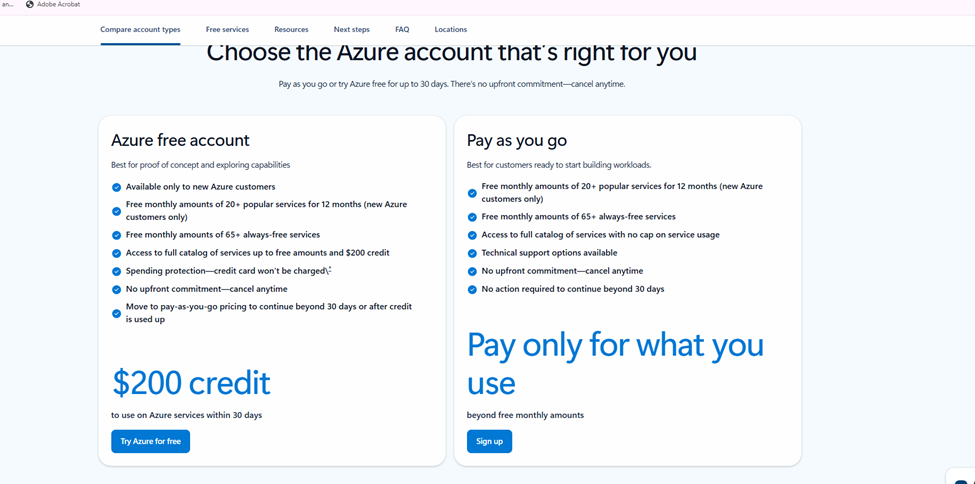 an...
Adobe Acrobat
Compare account types
Free services
Resources
Next steps
FAQ
Locations
Choose the Azure account that's right for you
Pay as you go or try Azure free for up to 30 days. There's no upfront commitment—cancel anytime.
Azure free account
Best for proof of concept and exploring capabilities
Available only to new Azure customers
Free monthly amounts of 20+ popular services for 12 months (new Azure
customers only)
Free monthly amounts of 65+ always-free services
Access to full catalog of services up to free amounts and $200 credit
Spending protection—credit card won't be charged\*
No upfront commitment—cancel anytime
Move to pay-as-you-go pricing to continue beyond 30 days or after credit
is used up
$200 credit
to use on Azure services within 30 days
Try Azure for free
Pay as you go
Best for customers ready to start building workloads.
Free monthly amounts of 20+ popular services for 12 months (new Azure
customers only)
Free monthly amounts of 65+ always-free services
Access to full catalog of services with no cap on service usage
Technical support options available
No upfront commitment—cancel anytime
No action required to continue beyond 30 days
Pay only for what you
use
beyond free monthly amounts
Sign up